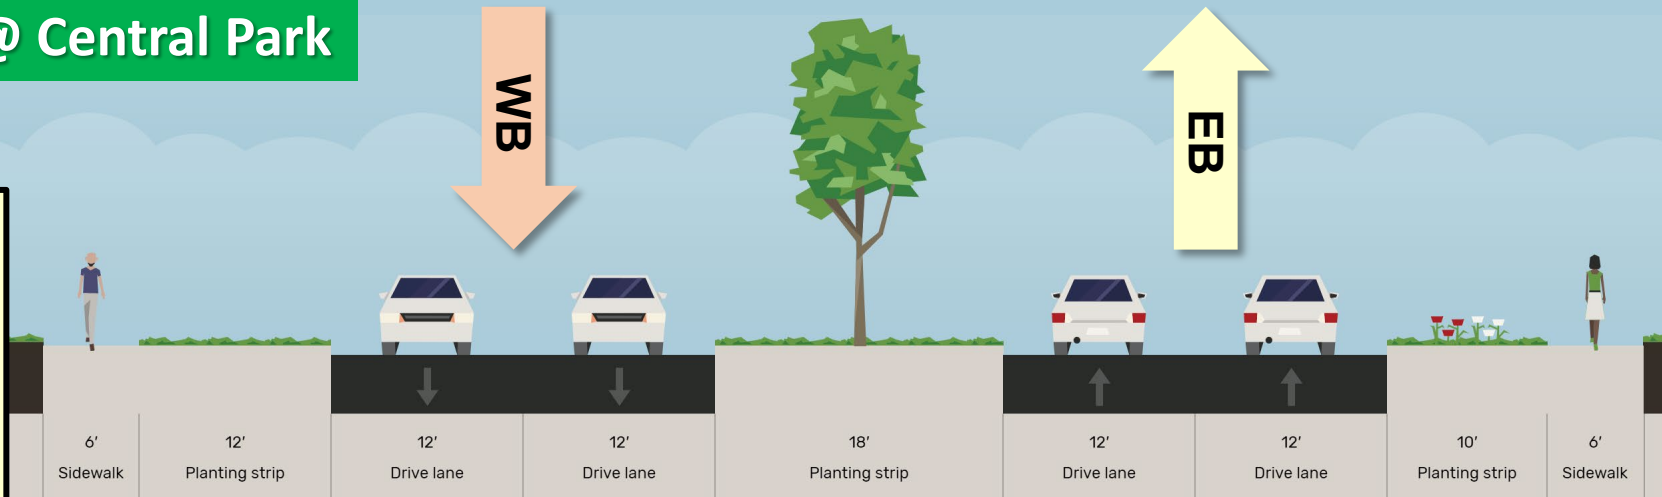 @ Central Park
WB
EB
6' 12' 12' 12' 18' 12' 12' 10' 6'
Sidewalk Planting strip Drive lane Drive lane Planting strip Drive lane Drive lane Planting strip Sidewalk